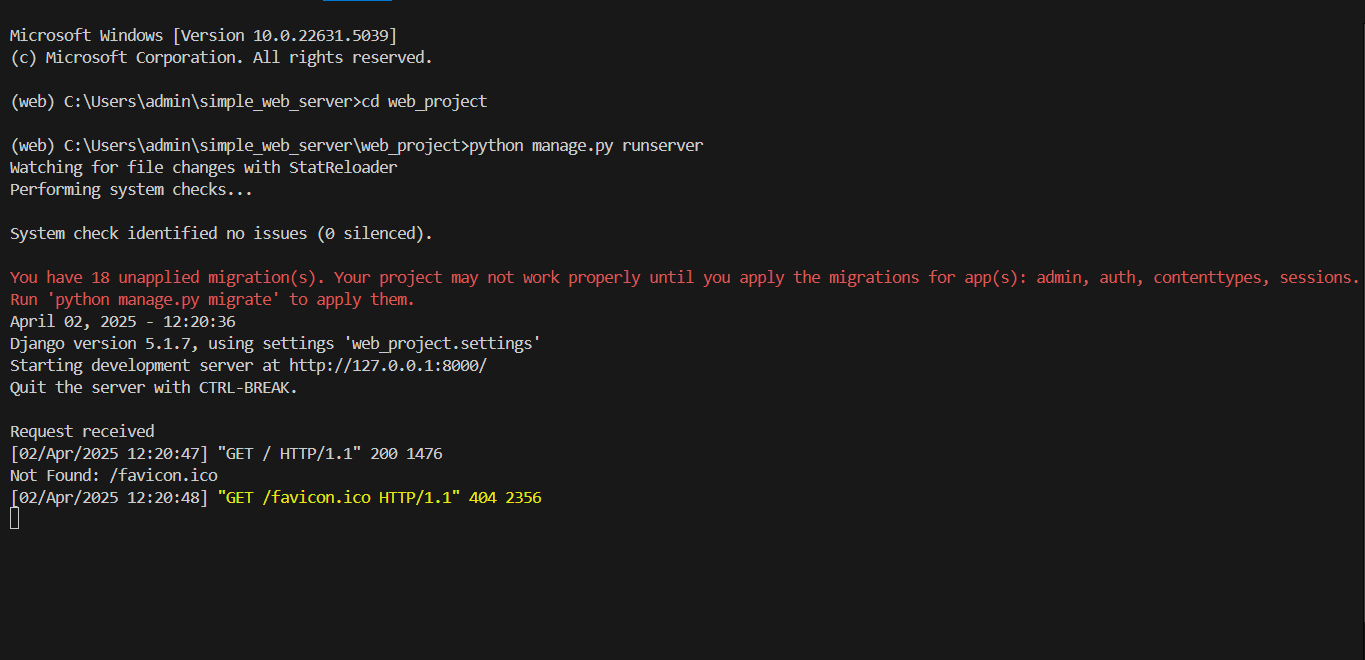 Microsoft Windows [Version 10.0.22631.5039]
(c) Microsoft Corporation. All rights reserved.
(web) C:\Users\admin\simple_web_server>cd web_project
(web) C:\Users\admin\simple_web_server\web_project>python manage.py runserver
Watching for file changes with StatReloader
Performing system checks...
System check identified no issues (0 silenced).
You have 18 unapplied migration(s). Your project may not work properly until you apply the migrations for app(s): admin, auth, contenttypes, sessions.
Run 'python manage.py migrate' to apply them.
April 02, 2025 - 12:20:36
Django version 5.1.7, using settings 'web_project.settings'
Starting development server at http://127.0.0.1:8000/
Quit the server with CTRL-BREAK.
Request received
[02/Apr/2025 12:20:47] "GET / HTTP/1.1" 200 1476
Not Found: /favicon.ico
[02/Apr/2025 12:20:48] "GET /favicon.ico HTTP/1.1" 404 2356